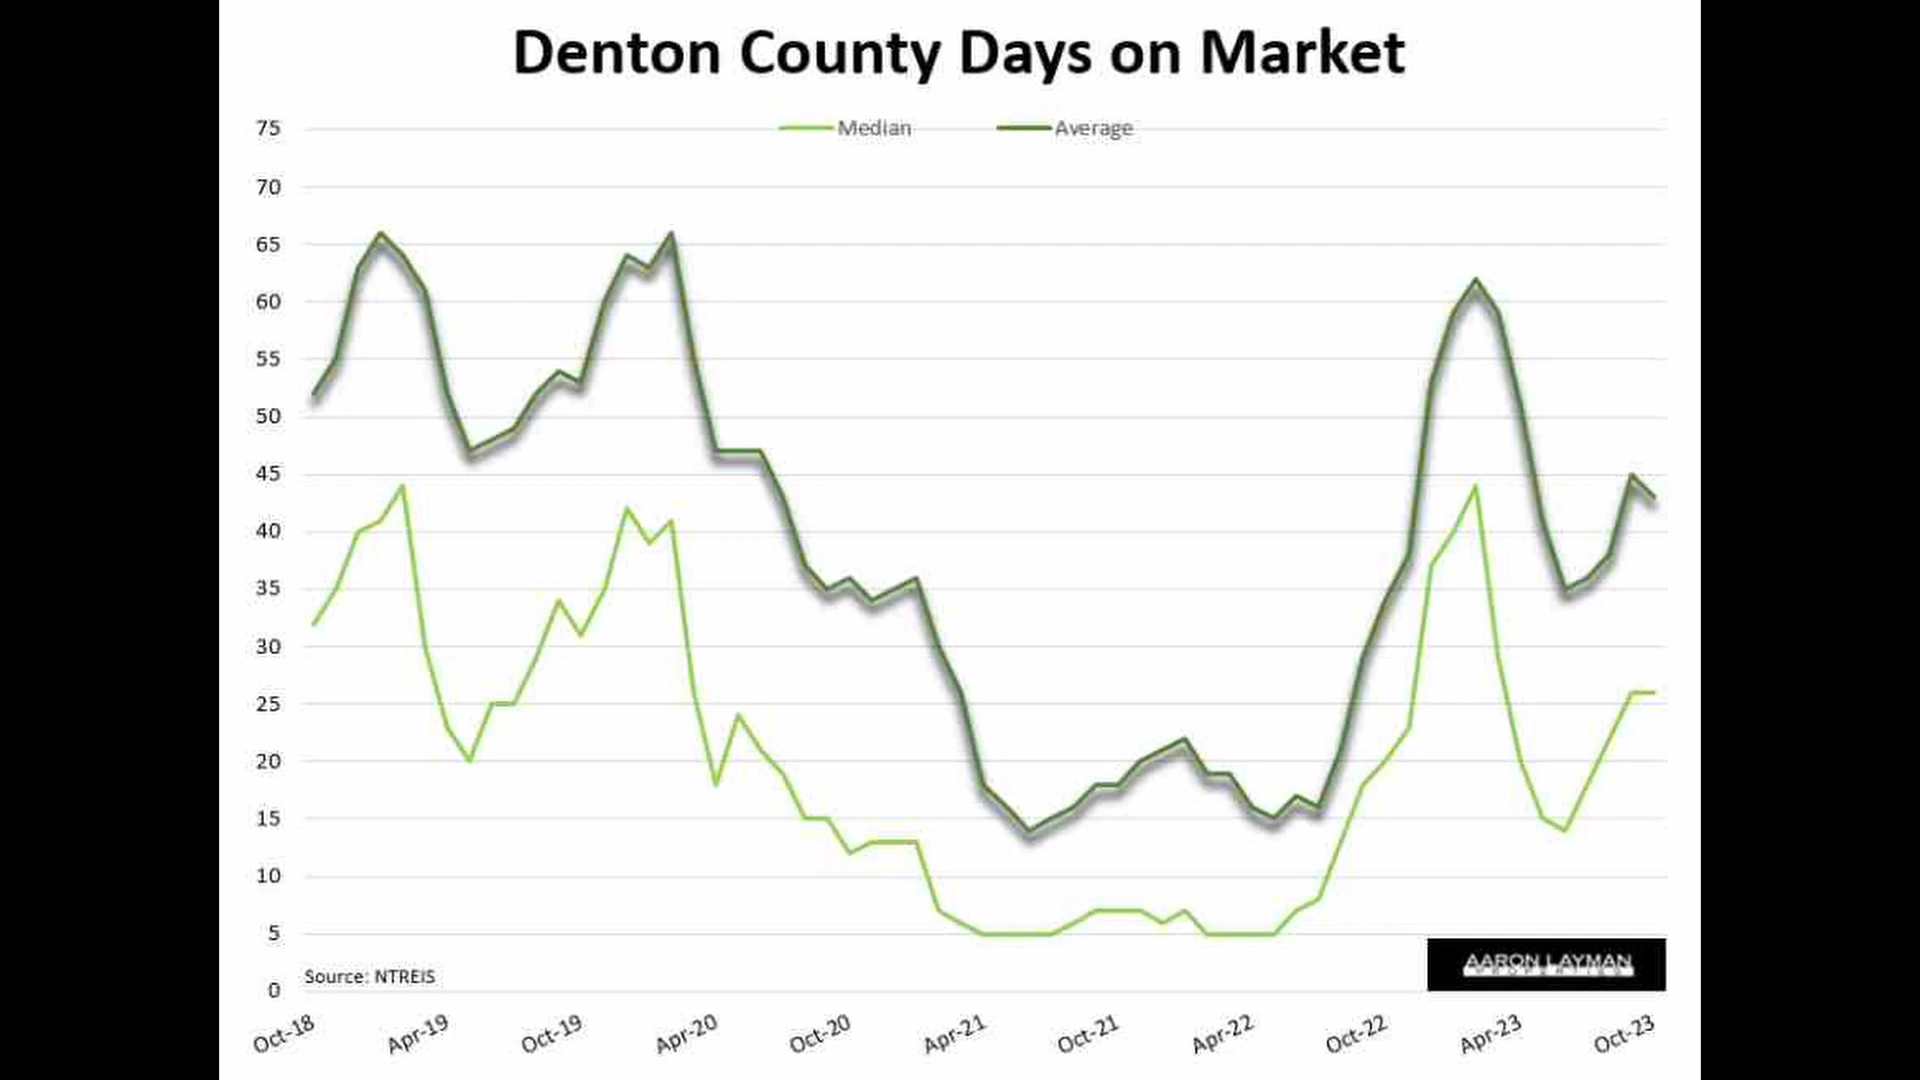 Denton County Days on Market
Median
Average
75
70
65
60
55
50
45
40
35
30
25
20
15
10
5
0
Source: NTREIS
AARON LAYMAN
PROPERTIES
Oct-18
Apr-19
Oct-19
Apr-20
Oct-20
Apr-21
Oct-21
Apr-22
Oct-22
Apr-23
Oct-23